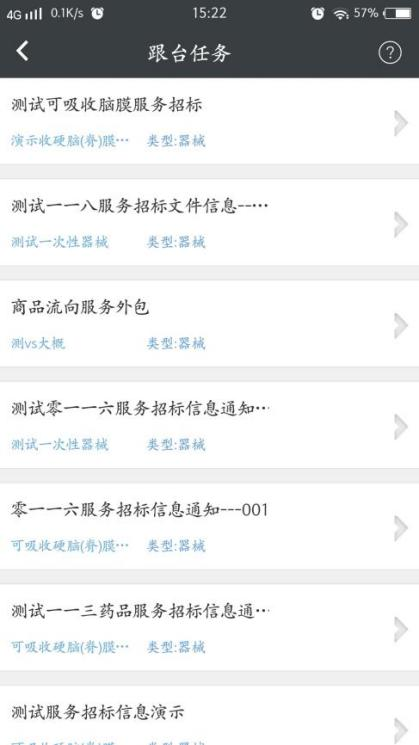 4G 0.1K/s 15:22 57%
跟台任务 ?
测试可吸收脑膜服务招标
演示收硬脑(脊)膜… 类型:器械
测试一一八服务招标文件信息--…
测试一次性器械 类型:器械
商品流向服务外包
测vs大概 类型:器械
测试零一一六服务招标信息通知…
测试一次性器械 类型:器械
零一一六服务招标信息通知---001
可吸收硬脑(脊)膜… 类型:器械
测试一一三药品服务招标信息通…
可吸收硬脑(脊)膜… 类型:器械
测试服务招标信息演示